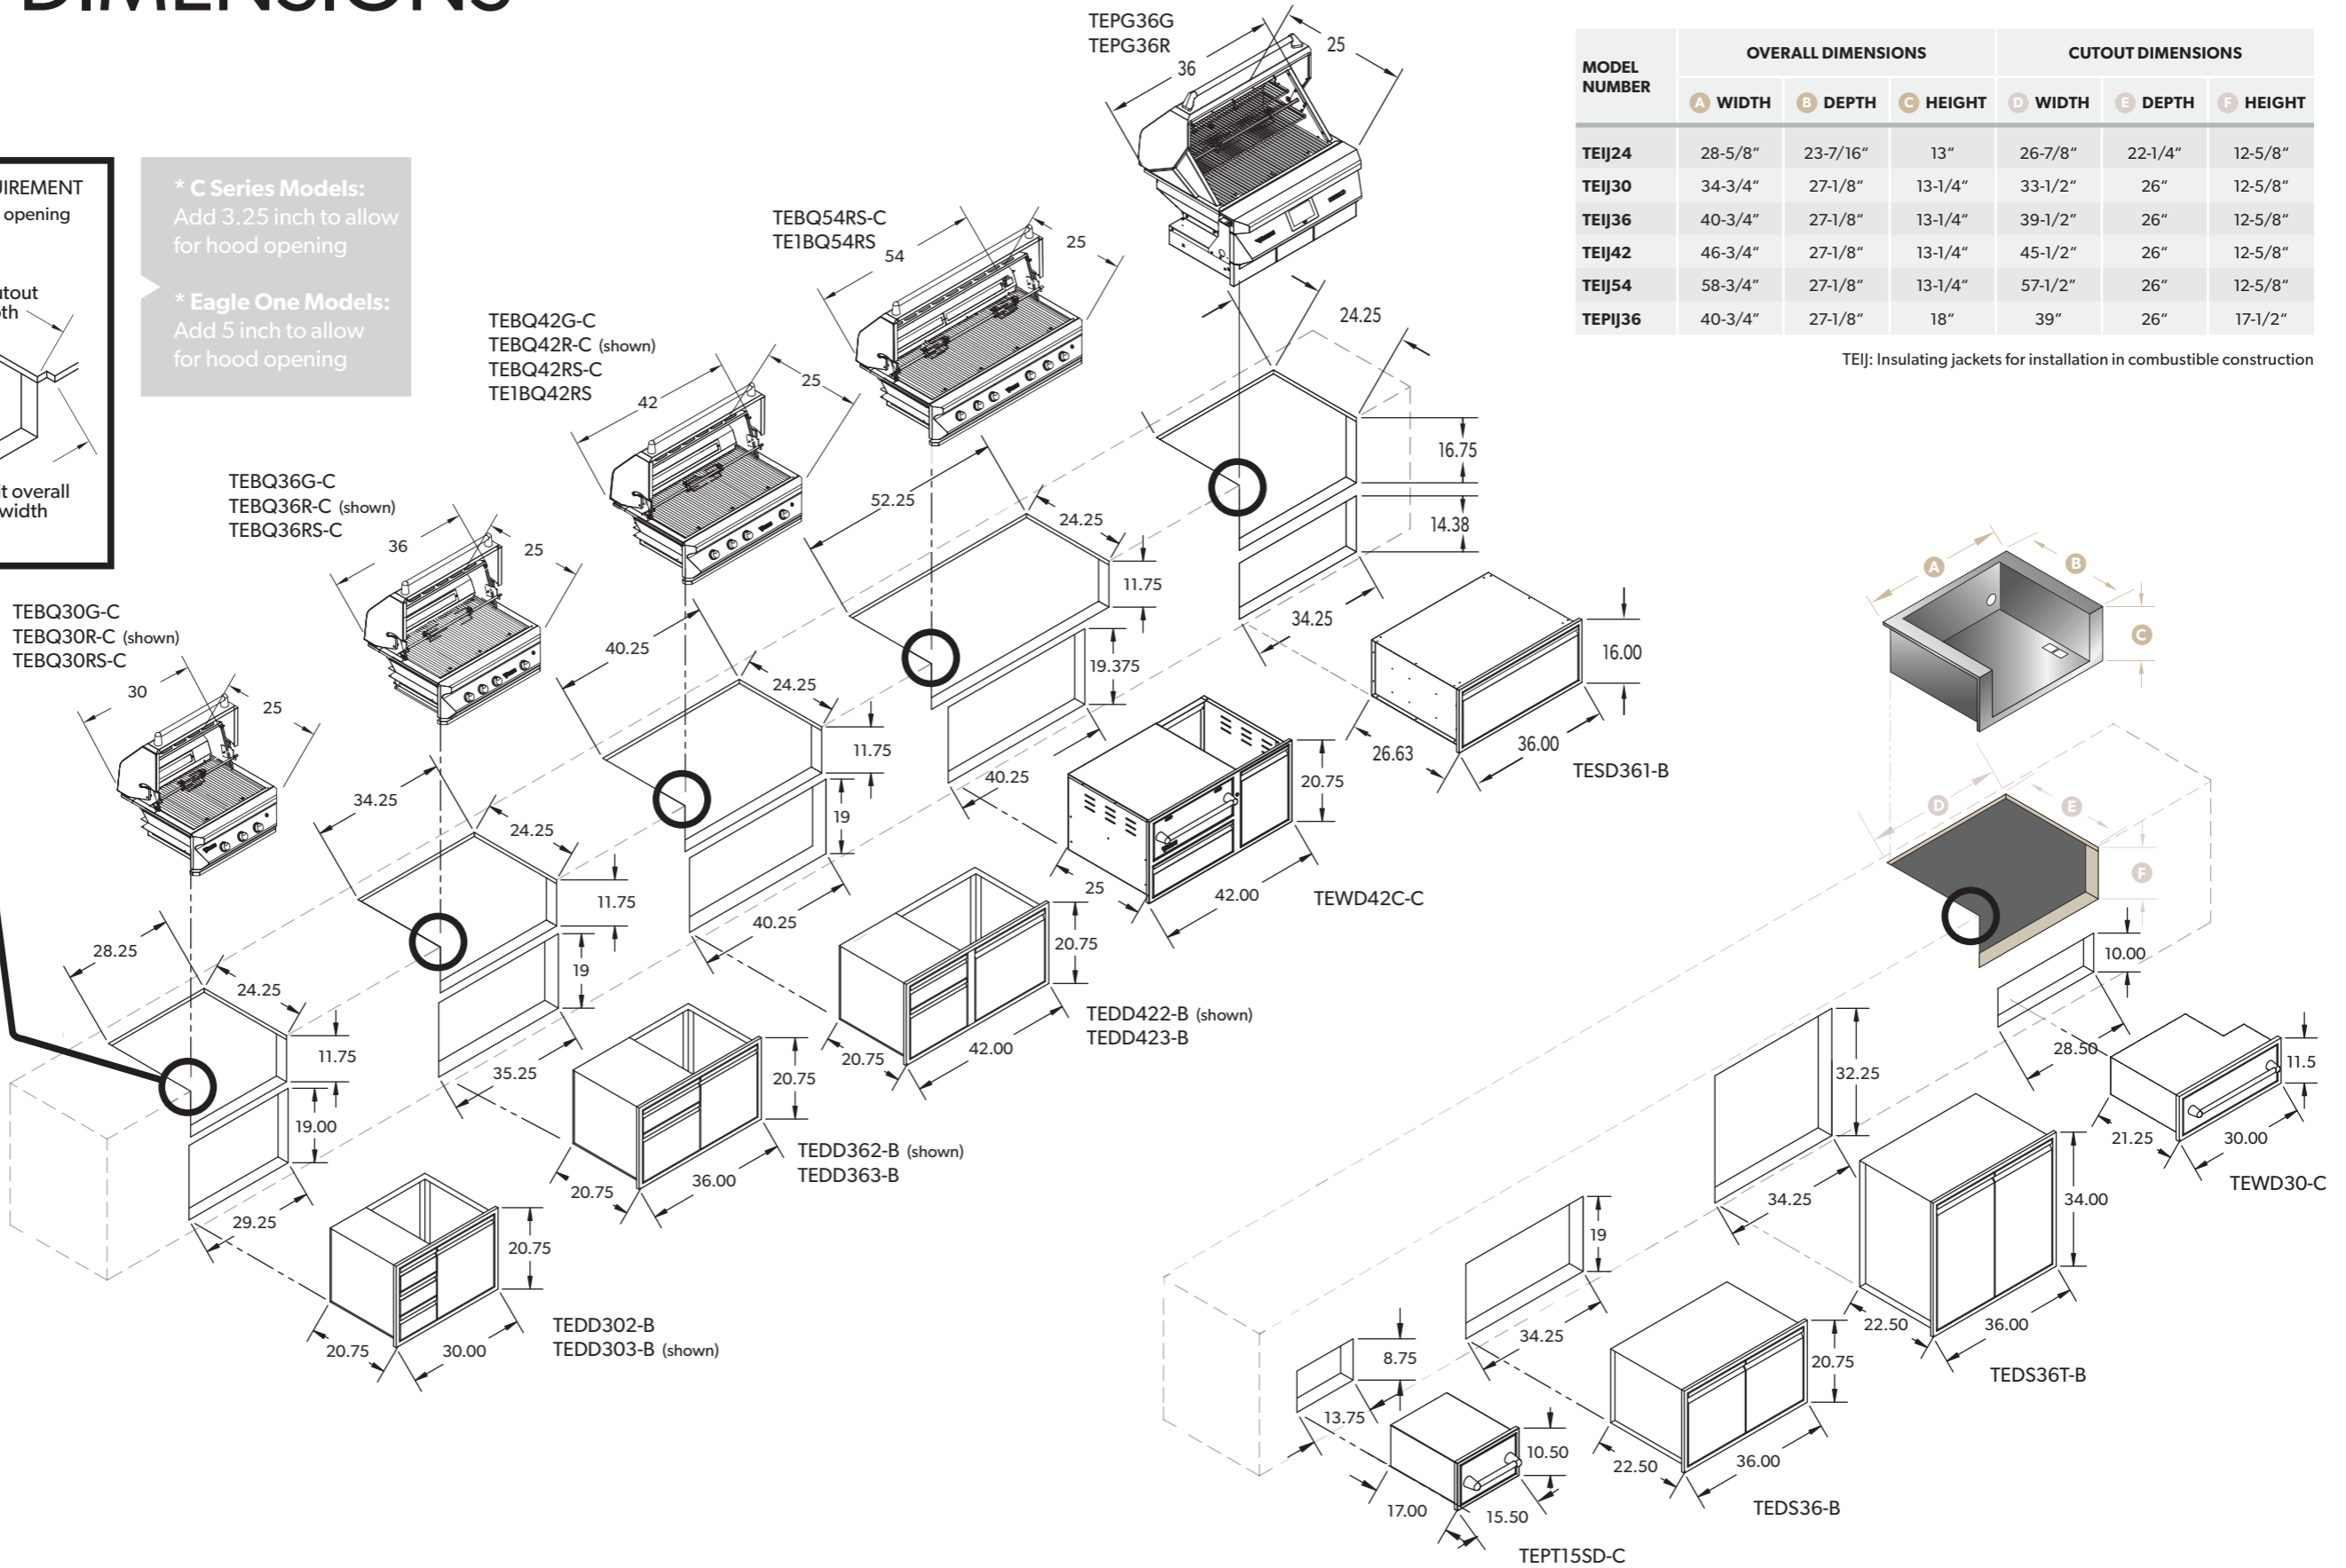 DIMENSIONS
UIREMENT
opening
utout
oth
it overall
width
* C Series Models:
Add 3.25 inch to allow
for hood opening
* Eagle One Models:
Add 5 inch to allow
for hood opening
TEPG36G
TEPG36R
36
25
24.25
16.75
14.38
34.25
16.00
26.63
36.00
TESD361-B
TEBQ54RS-C
TE1BQ54RS
54
25
52.25
24.25
11.75
19.375
40.25
20.75
25
42.00
TEWD42C-C
TEBQ42G-C
TEBQ42R-C (shown)
TEBQ42RS-C
TE1BQ42RS
42
25
40.25
24.25
11.75
19
40.25
20.75
20.75
42.00
TEDD422-B (shown)
TEDD423-B
TEBQ36G-C
TEBQ36R-C (shown)
TEBQ36RS-C
36
25
34.25
24.25
11.75
19
35.25
20.75
20.75
36.00
TEDD362-B (shown)
TEDD363-B
TEBQ30G-C
TEBQ30R-C (shown)
TEBQ30RS-C
30
25
28.25
24.25
11.75
19.00
29.25
20.75
20.75
30.00
TEDD302-B
TEDD303-B (shown)
MODEL NUMBER OVERALL DIMENSIONS CUTOUT DIMENSIONS
A WIDTH B DEPTH C HEIGHT D WIDTH E DEPTH F HEIGHT
TEIJ24 28-5/8“ 23-7/16“ 13“ 26-7/8“ 22-1/4“ 12-5/8“
TEIJ30 34-3/4“ 27-1/8“ 13-1/4“ 33-1/2“ 26“ 12-5/8“
TEIJ36 40-3/4“ 27-1/8“ 13-1/4“ 39-1/2“ 26“ 12-5/8“
TEIJ42 46-3/4“ 27-1/8“ 13-1/4“ 45-1/2“ 26“ 12-5/8“
TEIJ54 58-3/4“ 27-1/8“ 13-1/4“ 57-1/2“ 26“ 12-5/8“
TEPIJ36 40-3/4“ 27-1/8“ 18“ 39“ 26“ 17-1/2“
TEIJ: Insulating jackets for installation in combustible construction
A
B
C
D
E
F
10.00
28.50
11.5
21.25
30.00
TEWD30-C
32.25
34.25
34.00
22.50
36.00
TEDS36T-B
19
34.25
20.75
22.50
36.00
TEDS36-B
8.75
13.75
10.50
17.00
15.50
TEPT15SD-C